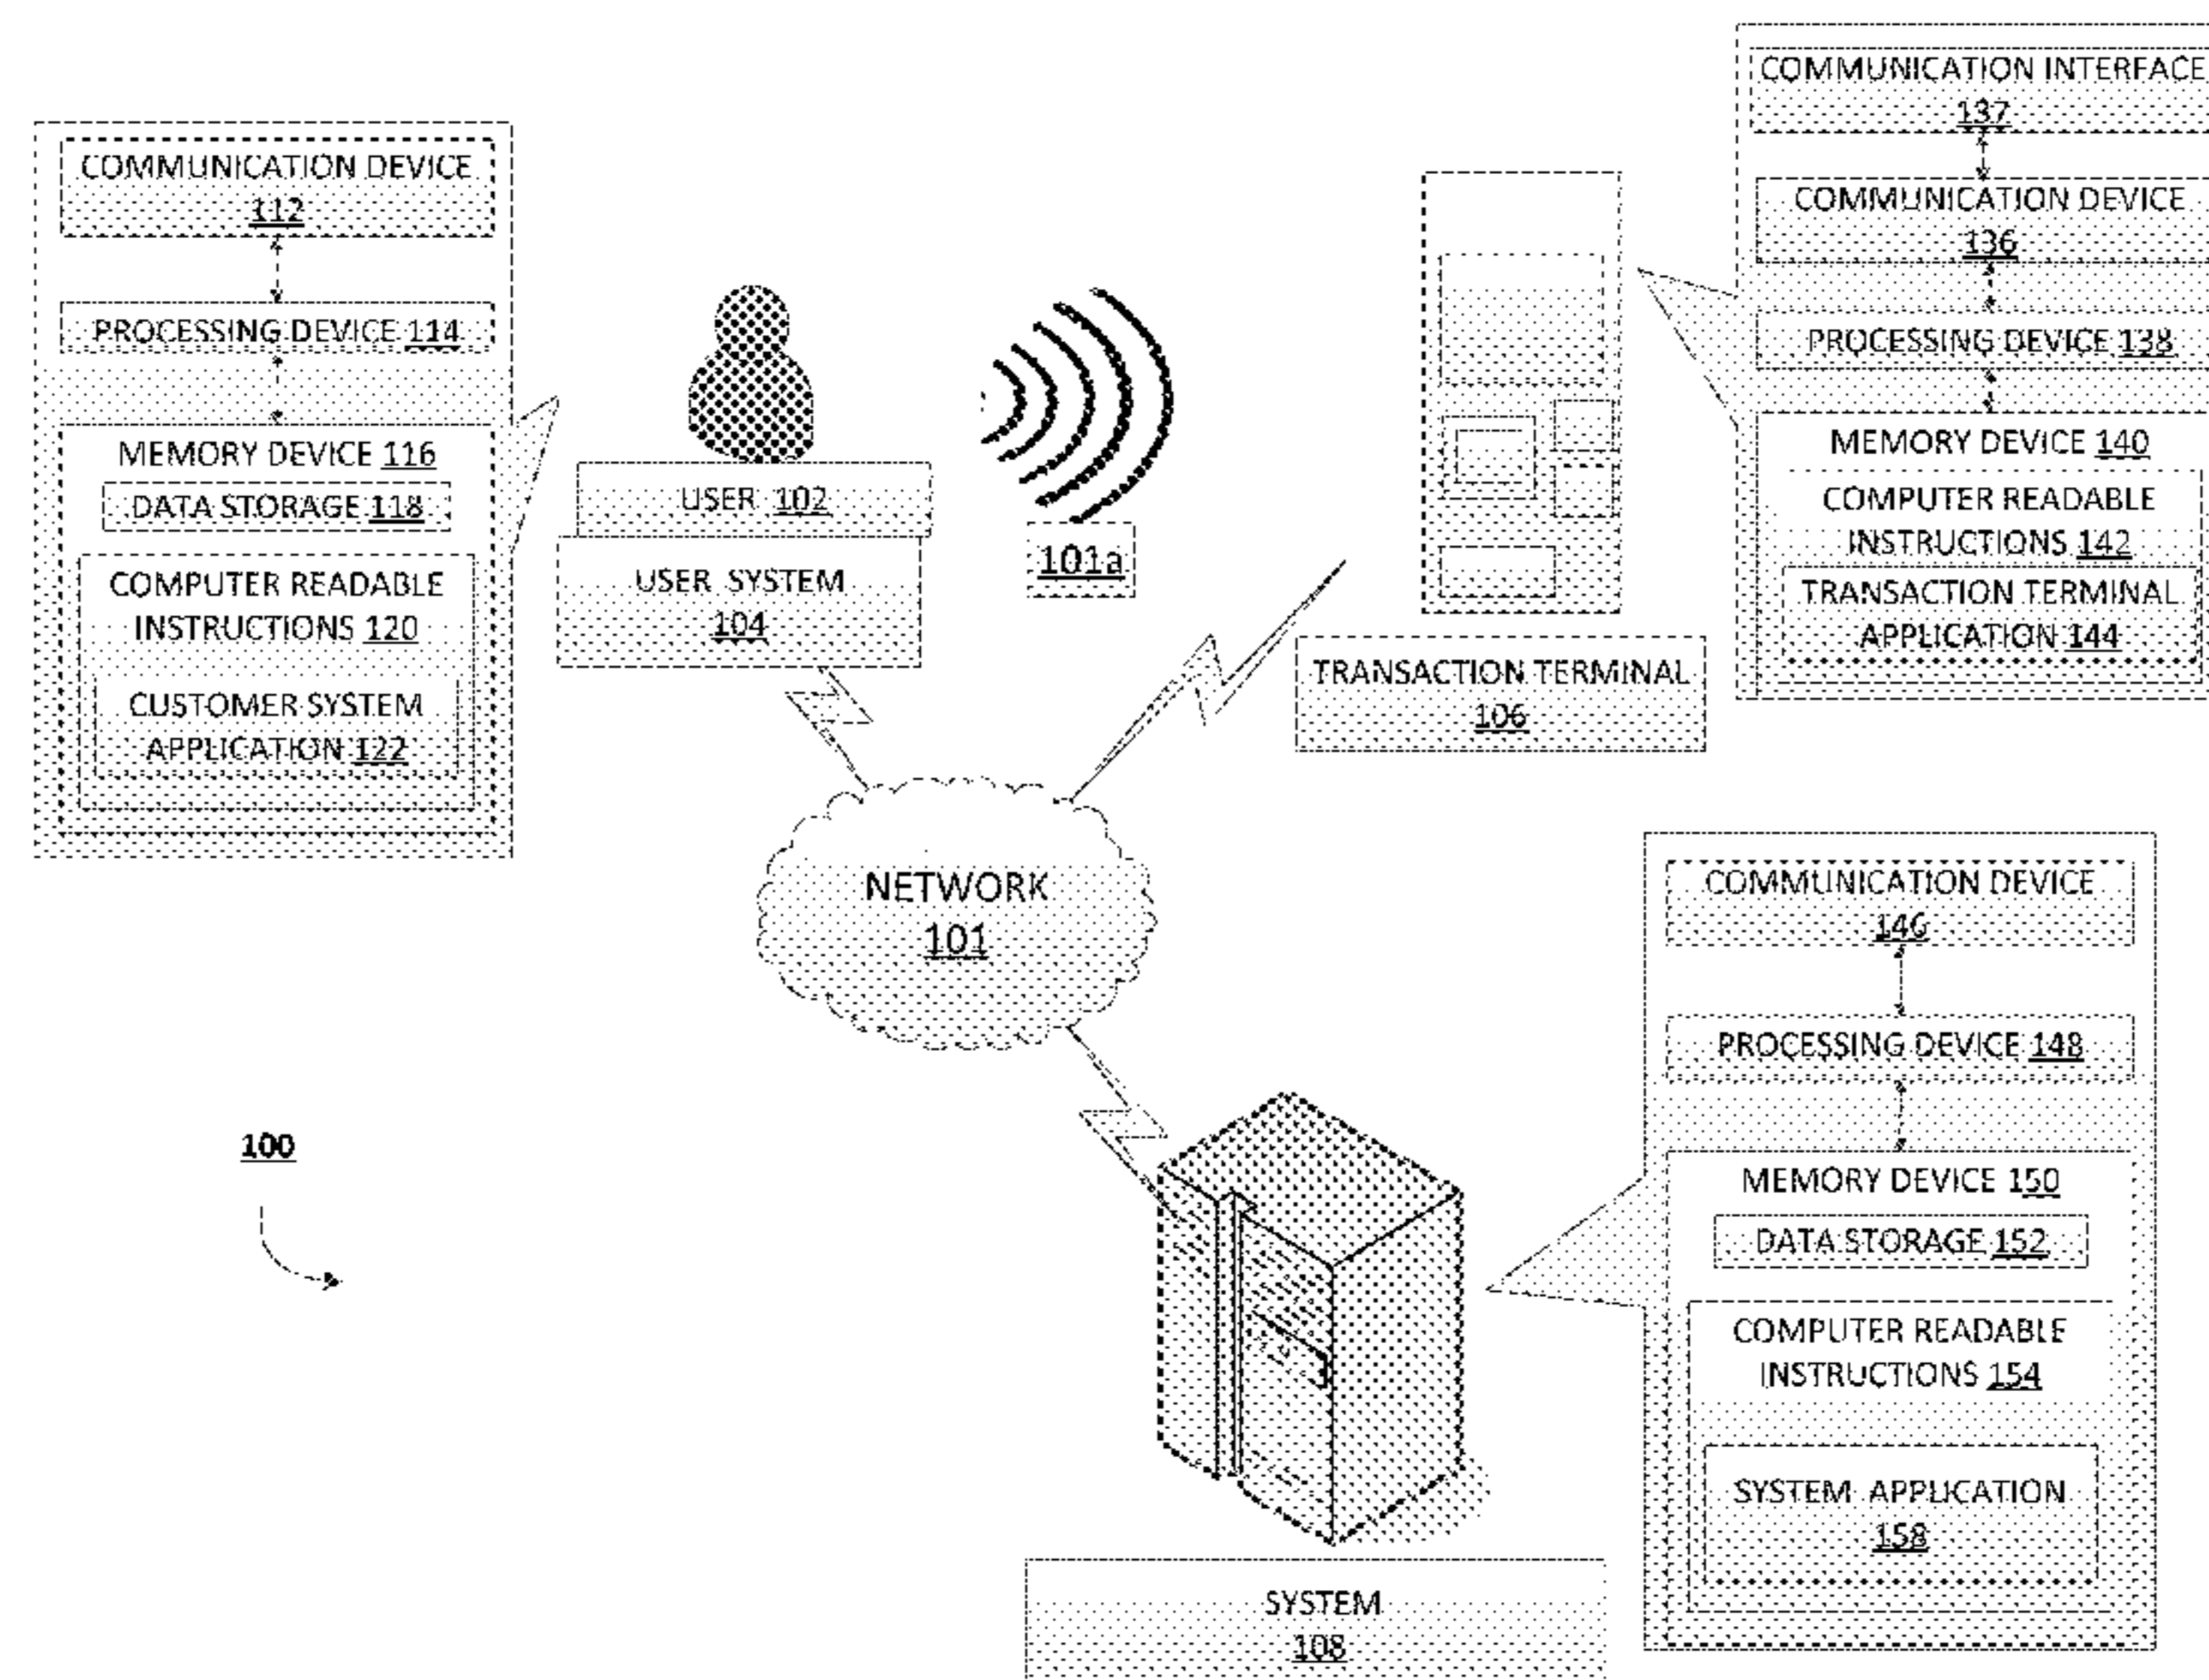 COMMUNICATION DEVICE
112
PROCESSING DEVICE 114
MEMORY DEVICE 116
DATA STORAGE 118
COMPUTER READABLE
INSTRUCTIONS 120
CUSTOMER SYSTEM
APPLICATION 122
USER 102
USER SYSTEM
104
101a
TRANSACTION TERMINAL
106
COMMUNICATION INTERFACE
137
COMMUNICATION DEVICE
136
PROCESSING DEVICE 138
MEMORY DEVICE 140
COMPUTER READABLE
INSTRUCTIONS 142
TRANSACTION TERMINAL
APPLICATION 144
NETWORK
101
100
COMMUNICATION DEVICE
146
PROCESSING DEVICE 148
MEMORY DEVICE 150
DATA STORAGE 152
COMPUTER READABLE
INSTRUCTIONS 154
SYSTEM APPLICATION
158
SYSTEM
108